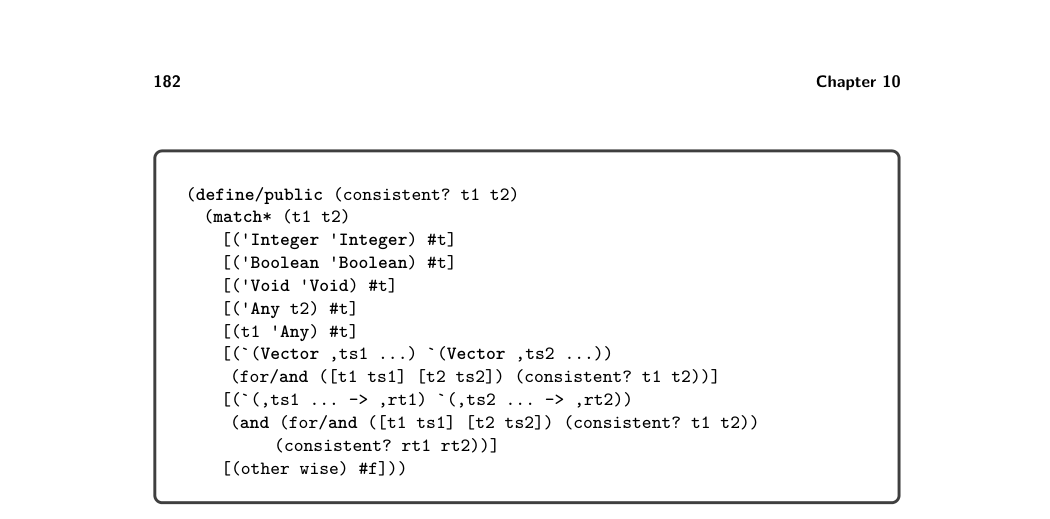 182
Chapter 10
(define/public (consistent? t1 t2)
  (match* (t1 t2)
    [('Integer 'Integer) #t]
    [('Boolean 'Boolean) #t]
    [('Void 'Void) #t]
    [('Any t2) #t]
    [(t1 'Any) #t]
    [(`(Vector ,ts1 ...) `(Vector ,ts2 ...))
     (for/and ([t1 ts1] [t2 ts2]) (consistent? t1 t2))]
    [(`(,ts1 ... -> ,rt1) `(,ts2 ... -> ,rt2))
     (and (for/and ([t1 ts1] [t2 ts2]) (consistent? t1 t2))
          (consistent? rt1 rt2))]
    [(other wise) #f]))